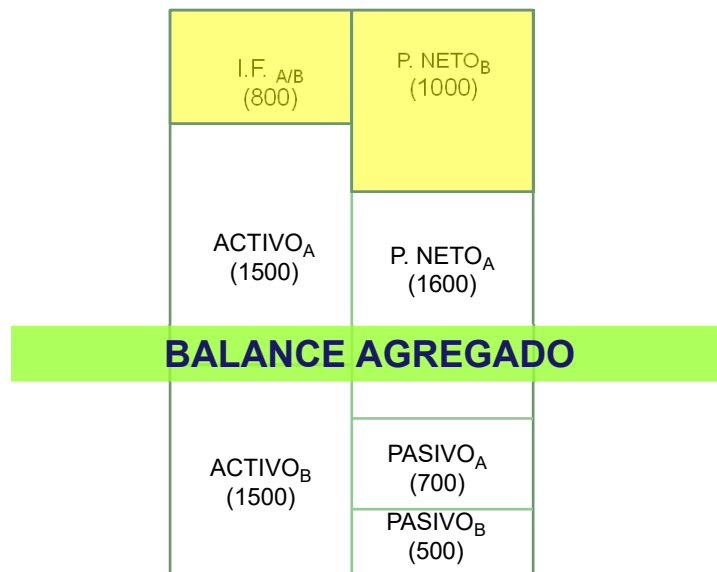 I.F. A/B
(800)
P. NETOB
(1000)
ACTIVOA
(1500)
P. NETOA
(1600)
BALANCE AGREGADO
ACTIVOB
(1500)
PASIVOA
(700)
PASIVOB
(500)